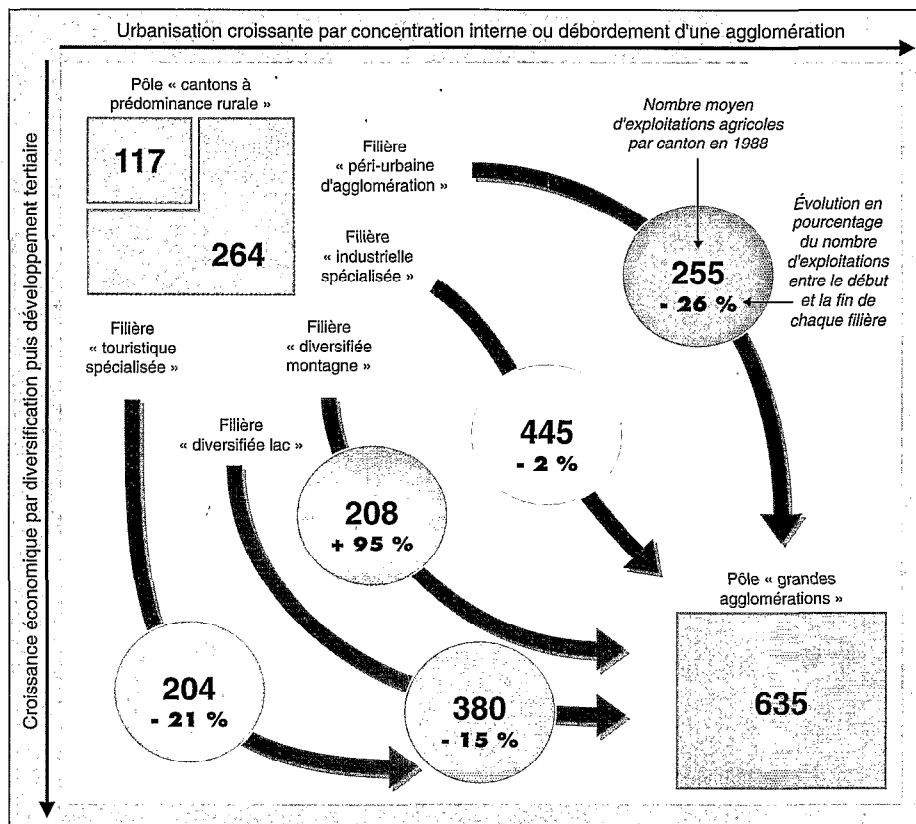 Urbanisation croissante par concentration interne ou débordement d'une agglomération
Croissance économique par diversification puis développement tertiaire
Pôle « cantons à
prédominance rurale »
117
264
Filière
« péri-urbaine
d'agglomération »
Nombre moyen
d'exploitations agricoles
par canton en 1988
255
- 26 %
Évolution en
pourcentage
du nombre
d'exploitations
entre le début
et la fin de
chaque filière
Filière
« industrielle
spécialisée »
445
- 2 %
Filière
« touristique
spécialisée »
Filière
« diversifiée
montagne »
Filière
« diversifiée lac »
208
+ 95 %
204
- 21 %
380
- 15 %
Pôle « grandes
agglomérations »
635